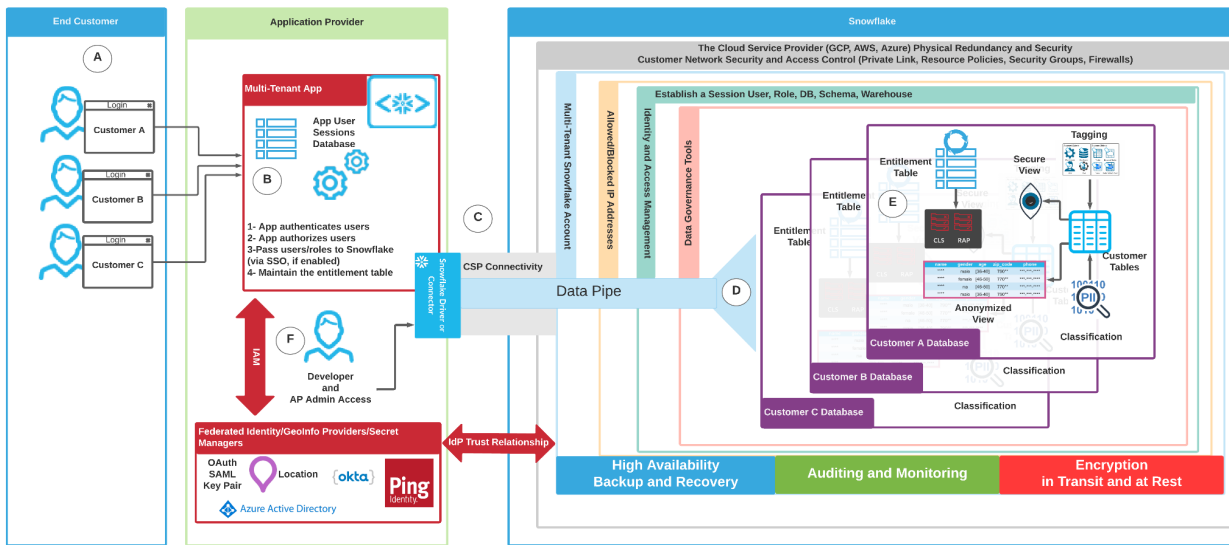 End Customer
Application Provider
Snowflake
The Cloud Service Provider (GCP, AWS, Azure) Physical Redundancy and Security
Customer Network Security and Access Control (Private Link, Resource Policies, Security Groups, Firewalls)
A
Login
Customer A
Login
Customer B
Login
Customer C
Multi-Tenant App
App User
Sessions
Database
B
1- App authenticates users
2- App authorizes users
3-Pass users/roles to Snowflake
(via SSO, if enabled)
4- Maintain the entitlement table
C
Snowflake Driver or
Connector
CSP Connectivity
Data Pipe
D
IAM
F
Developer
and
AP Admin Access
Federated Identity/GeoInfo Providers/Secret
Managers
OAuth
SAML
Key Pair
Location
okta
Ping
Identity.
Azure Active Directory
IdP Trust Relationship
Multi-Tenant Snowflake
Account
Allowed/Blocked IP Addresses
Identity and Access Management
Establish a Session User, Role, DB, Schema, Warehouse
Data Governance Tools
Entitlement
Table
Entitlement
Table
Entitlement
Table
E
CLS
RAP
Secure
View
Tagging
Customer
Tables
name gender age zip_code phone
Anonymized
View
100110
PII
Classification
Customer A Database
Classification
Customer B Database
Classification
Customer C Database
High Availability
Backup and Recovery
Auditing and Monitoring
Encryption
in Transit and at Rest